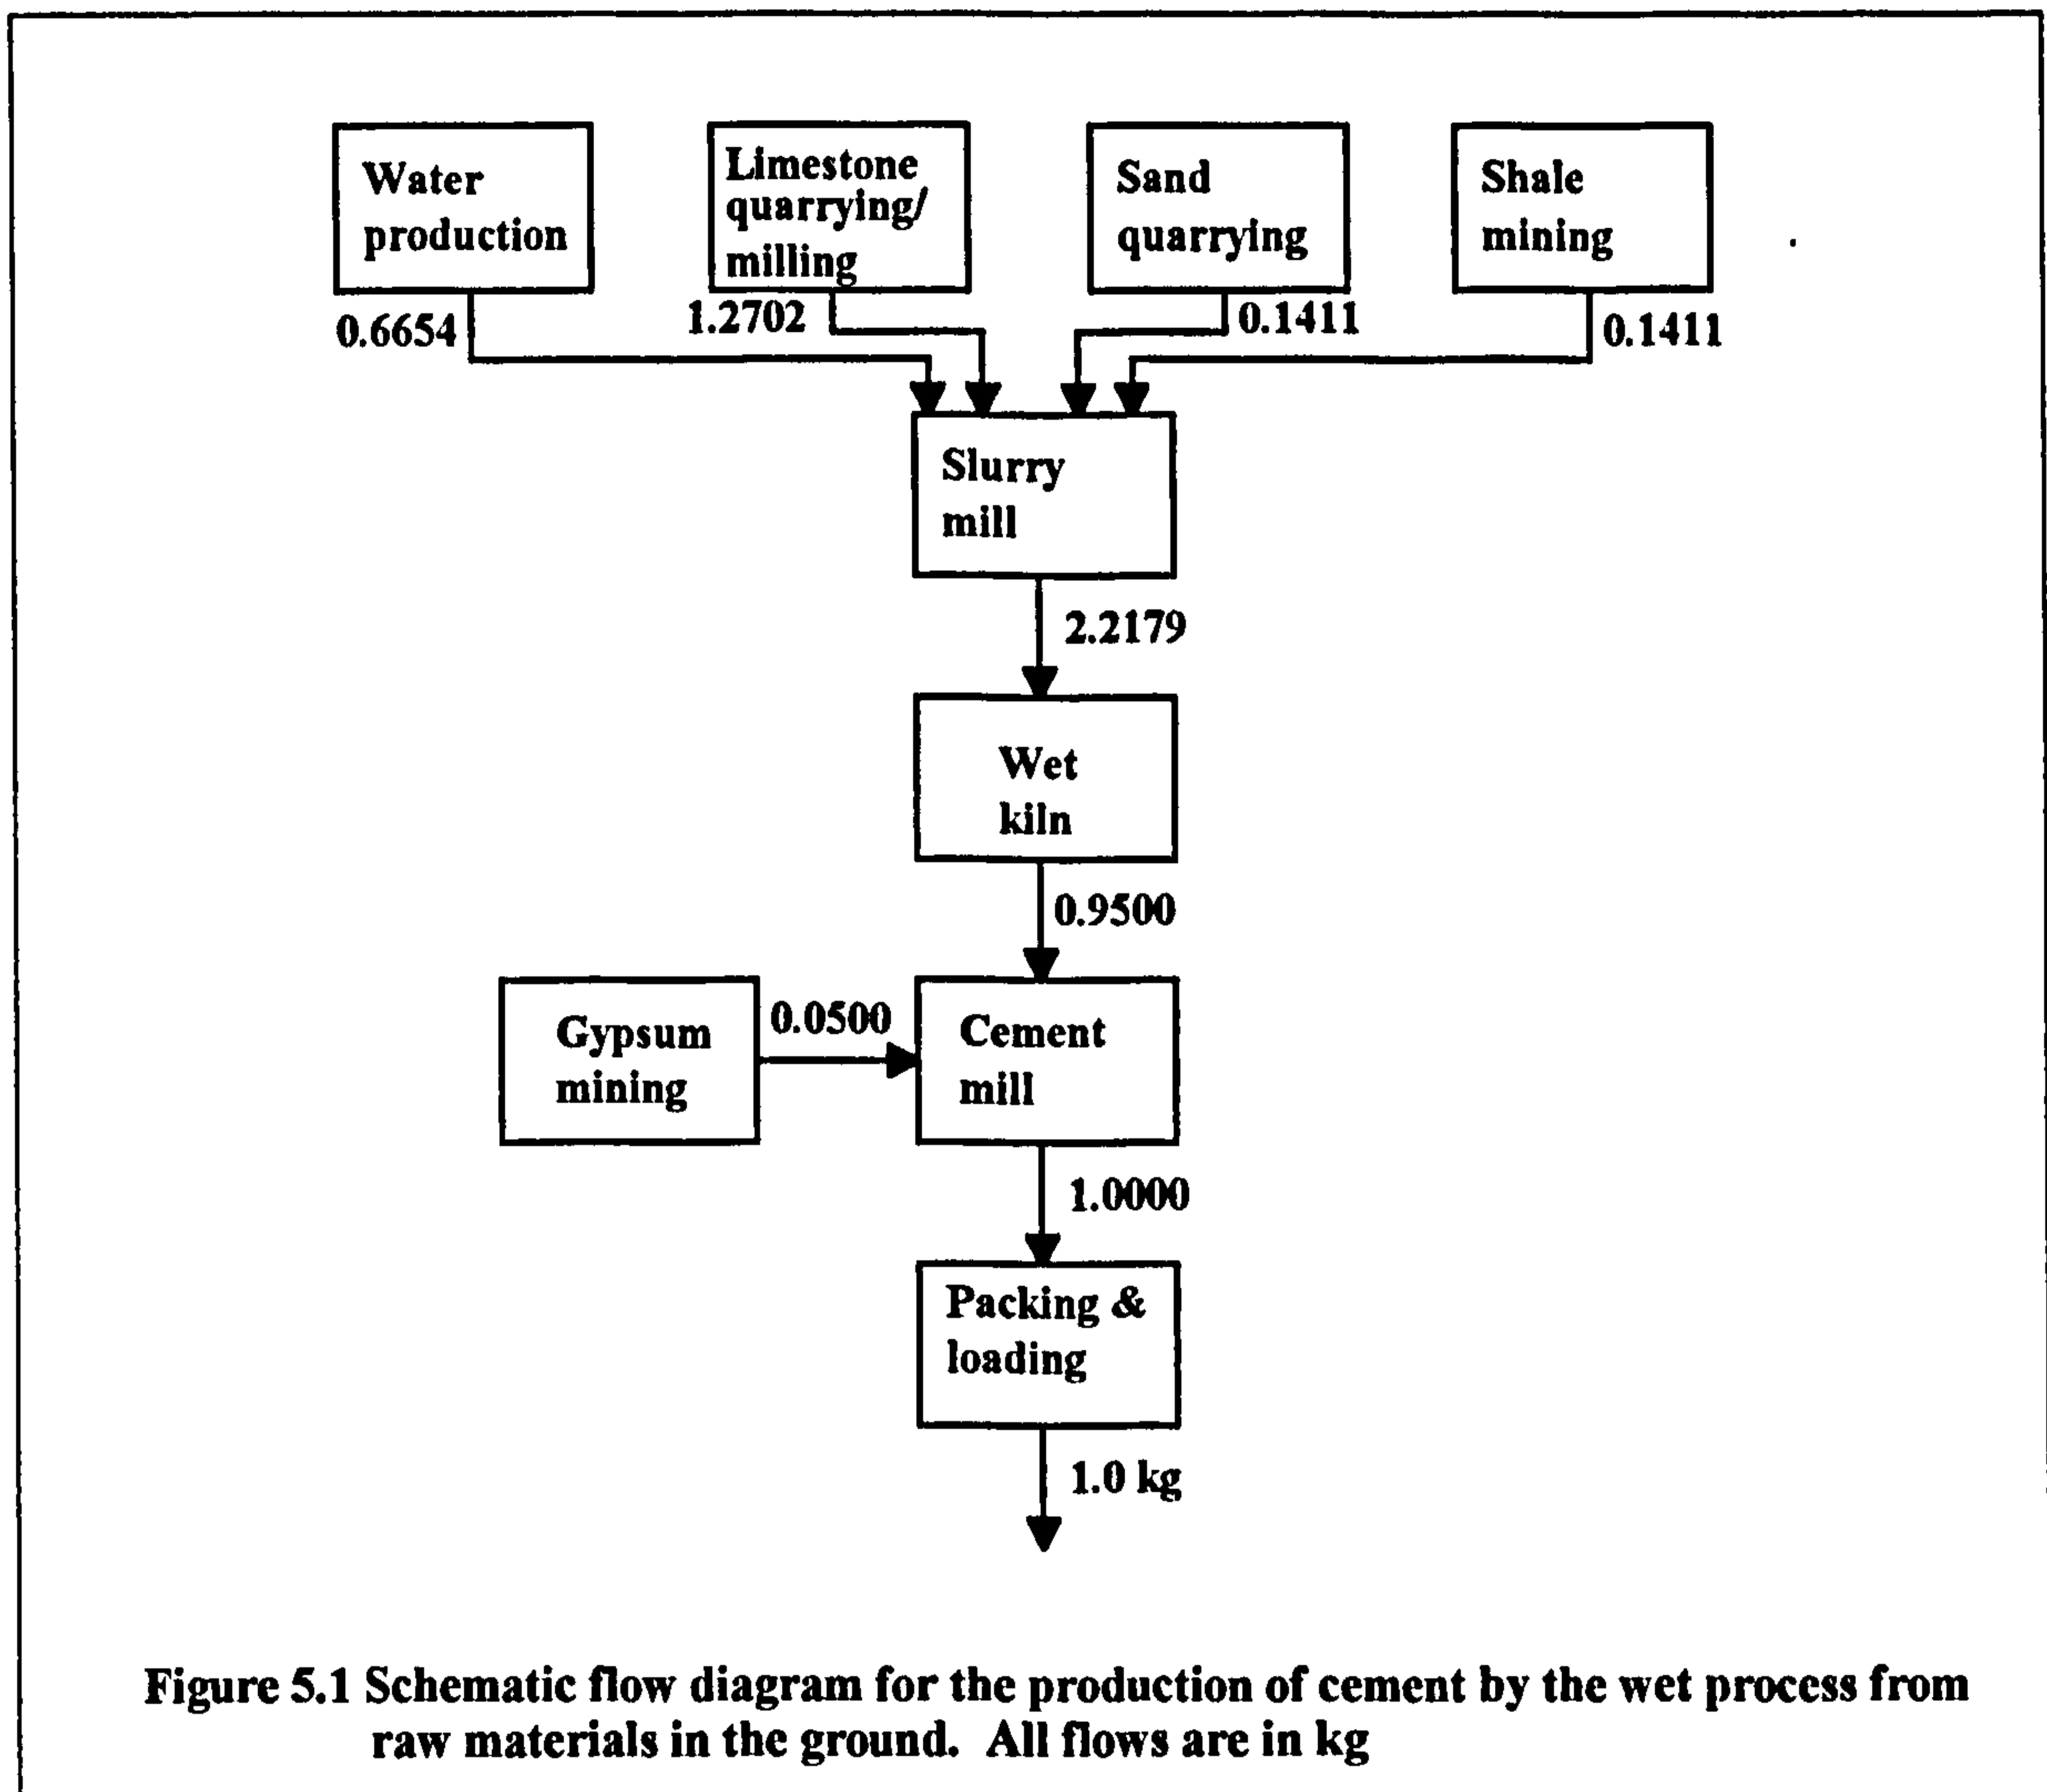 Water
production
Limestone
quarrying/
milling
Sand
quarrying
Shale
mining
0.6654
1.2702
0.1411
0.1411
Slurry
mill
2.2179
Wet
kiln
0.9500
Gypsum
mining
0.0500
Cement
mill
1.0000
Packing &
loading
1.0 kg
Figure 5.1 Schematic flow diagram for the production of cement by the wet process from
raw materials in the ground. All flows are in kg